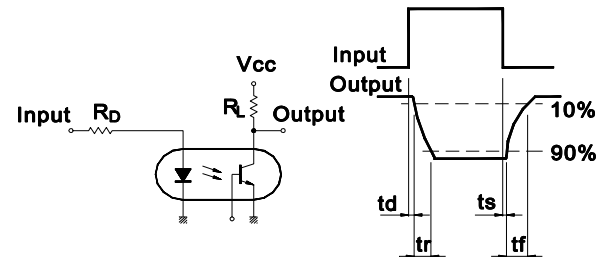 Vcc
Input
RD
RL
Output
Input
Output
10%
90%
td
ts
tr
tf